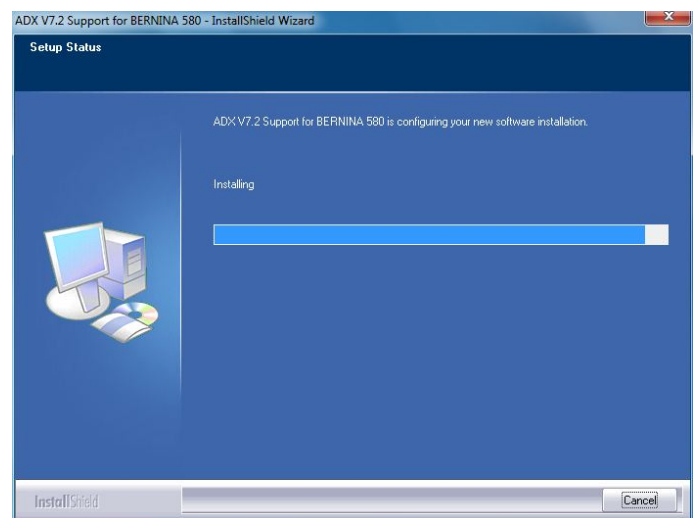 ADX V7.2 Support for BERNINA 580 - InstallShield Wizard
Setup Status
ADX V7.2 Support for BERNINA 580 is configuring your new software installation.
Installing
InstallShield
Cancel